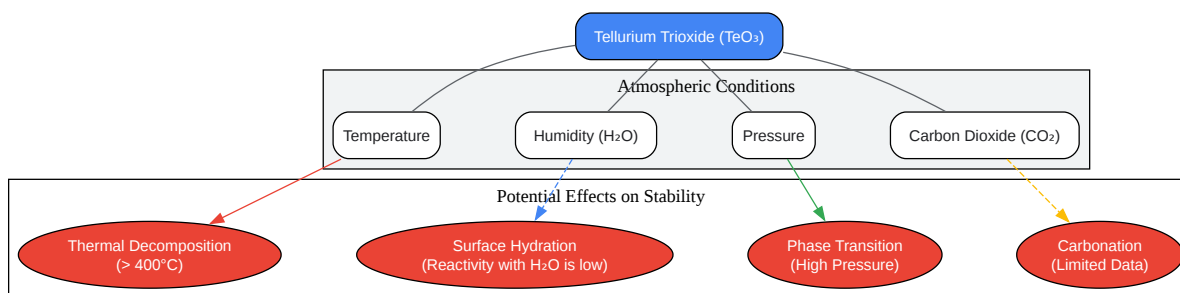 Tellurium Trioxide (TeO₃)
Atmospheric Conditions
Temperature
Humidity (H₂O)
Pressure
Carbon Dioxide (CO₂)
Potential Effects on Stability
Thermal Decomposition
(> 400°C)
Surface Hydration
(Reactivity with H₂O is low)
Phase Transition
(High Pressure)
Carbonation
(Limited Data)